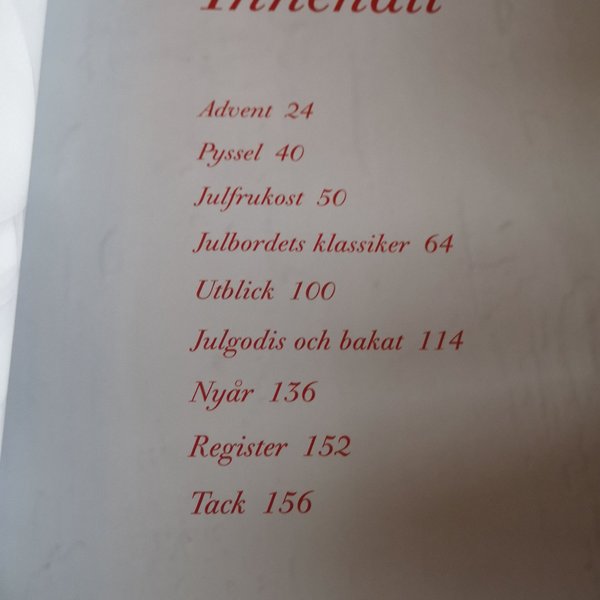 Innehåll
Advent 24
Pyssel 40
Julfrukost 50
Julbordets klassiker 64
Utblick 100
Julgodis och bakat 114
Nyår 136
Register 152
Tack 156